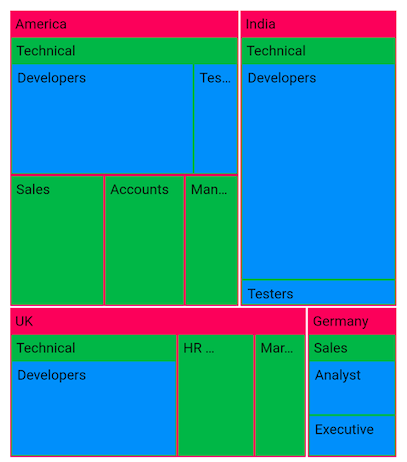 America
Technical
Developers
Tes...
Sales
Accounts
Man...
India
Technical
Developers
Testers
UK
Technical
Developers
HR ...
Mar...
Germany
Sales
Analyst
Executive